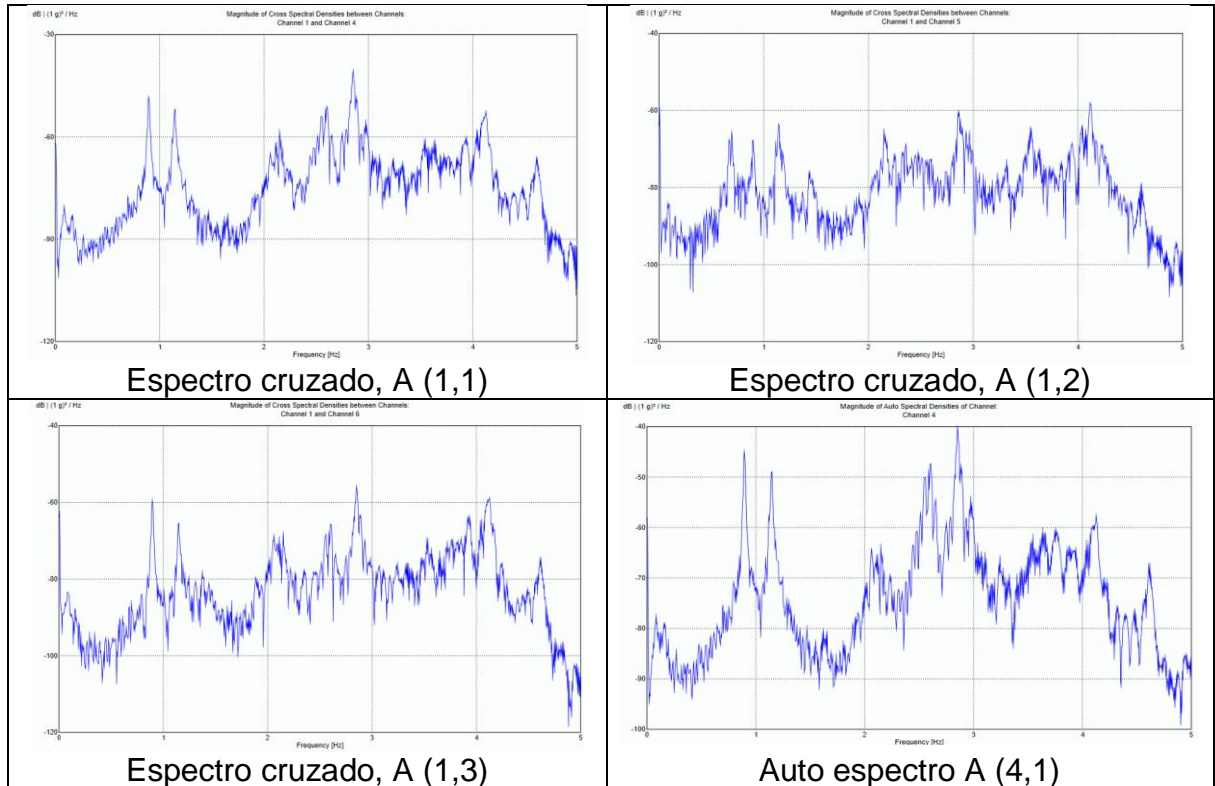 dB | (1 g)² / Hz
Magnitude of Cross Spectral Densities between Channels:
Channel 1 and Channel 4
-30
-60
-90
-120
0 1 2 3 4 5
Frequency [Hz]
Espectro cruzado, A (1,1)
dB | (1 g)² / Hz
Magnitude of Cross Spectral Densities between Channels:
Channel 1 and Channel 5
-40
-60
-80
-100
-120
0 1 2 3 4 5
Frequency [Hz]
Espectro cruzado, A (1,2)
dB | (1 g)² / Hz
Magnitude of Cross Spectral Densities between Channels:
Channel 1 and Channel 6
-40
-60
-80
-100
-120
0 1 2 3 4 5
Frequency [Hz]
Espectro cruzado, A (1,3)
dB | (1 g)² / Hz
Magnitude of Auto Spectral Densities of Channel:
Channel 4
-40
-50
-60
-70
-80
-90
-100
0 1 2 3 4 5
Frequency [Hz]
Auto espectro A (4,1)